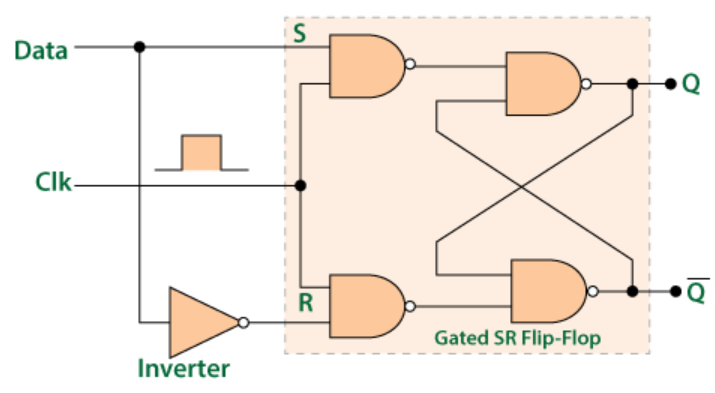 S
Data
Q
Clk
R
Q̅
Gated SR Flip-Flop
Inverter